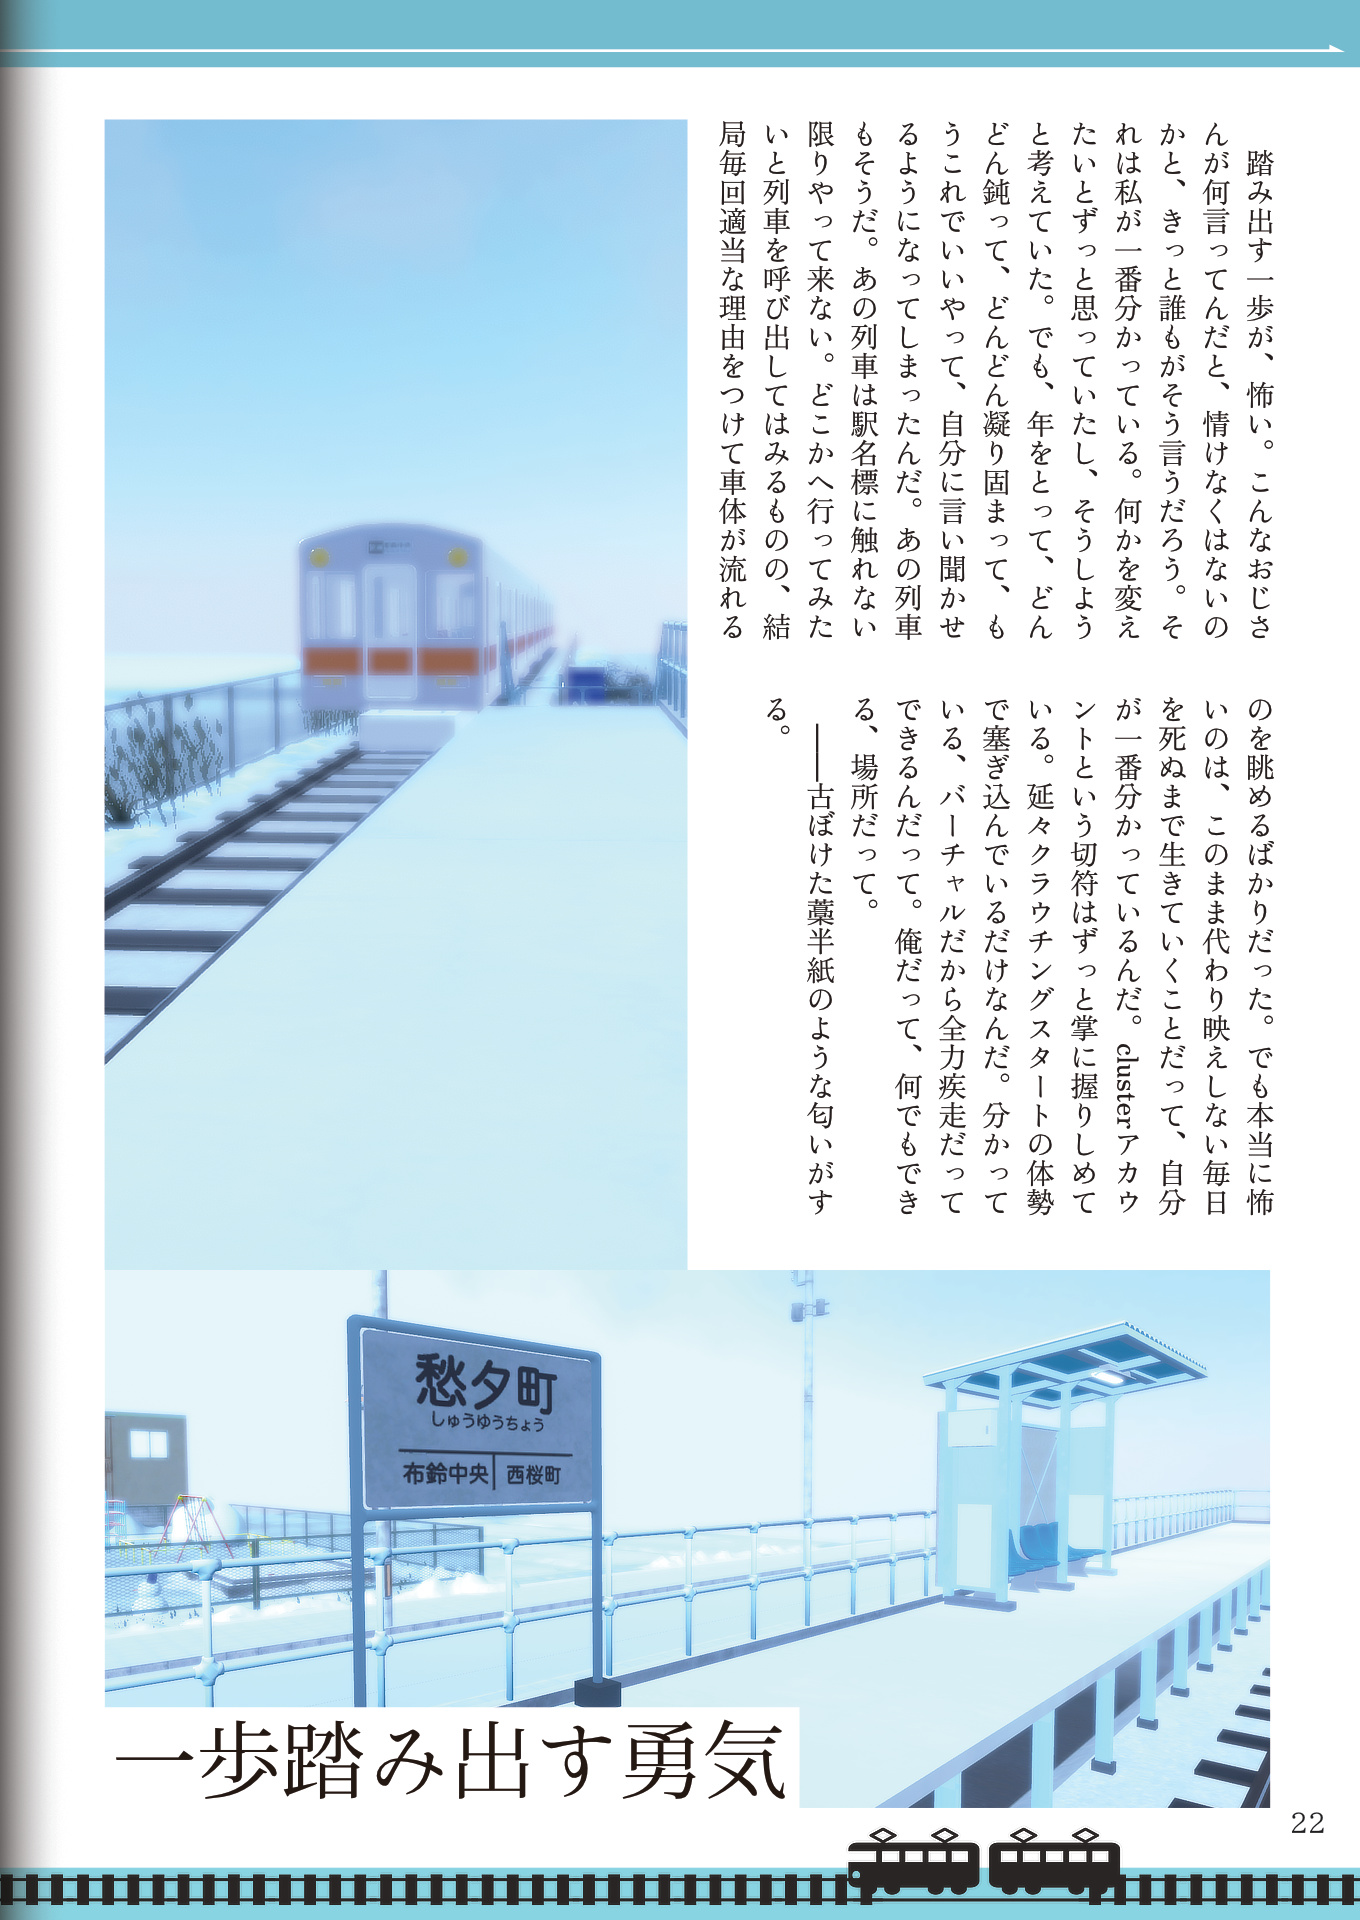 踏み出す一歩が、怖い。こんなおじさ
んが何言ってんだと、情けなくはないの
かと、きっと誰もがそう言うだろう。そ
れは私が一番分かっている。何かを変え
たいとずっと思っていたし、そうしよう
と考えていた。でも、年をとって、どん
どん鈍って、どんどん凝り固まって、も
うこれでいいやって、自分に言い聞かせ
るようになってしまったんだ。あの列車
もそうだ。あの列車は駅名標に触れない
限りやって来ない。どこかへ行ってみた
いと列車を呼び出してはみるものの、結
局毎回適当な理由をつけて車体が流れる
のを眺めるばかりだった。でも本当に怖
いのは、このまま代わり映えしない毎日
を死ぬまで生きていくことだって、自分
が一番分かっているんだ。clusterアカウ
ントという切符はずっと掌に握りしめて
いる。延々クラウチングスタートの体勢
で塞ぎ込んでいるだけなんだ。分かって
いる、バーチャルだから全力疾走だって
できるんだって。俺だって、何でもでき
る、場所だって。
――古ぼけた藁半紙のような匂いがす
る。
愁夕町
しゅうゆうちょう
布鈴中央 西桜町
一歩踏み出す勇気
22